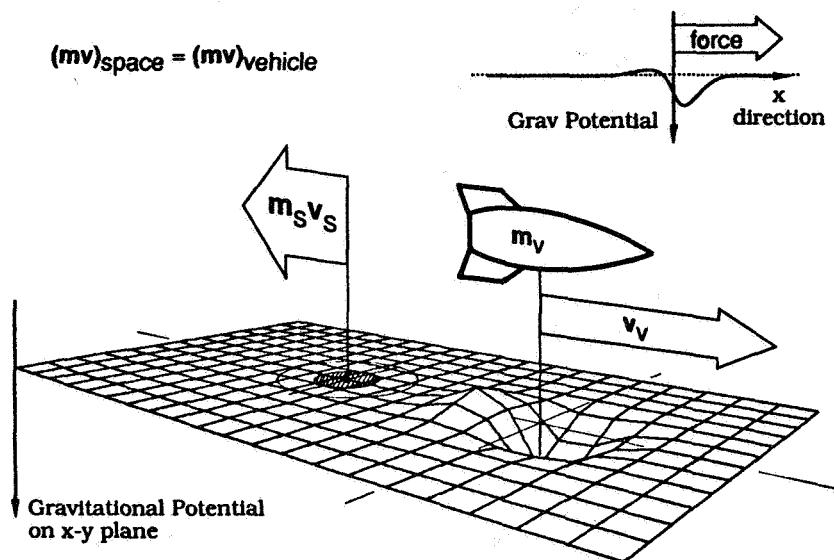 (mv)space = (mv)vehicle
force
x
Grav Potential
direction
mSvS
mV
vV
Gravitational Potential
on x-y plane